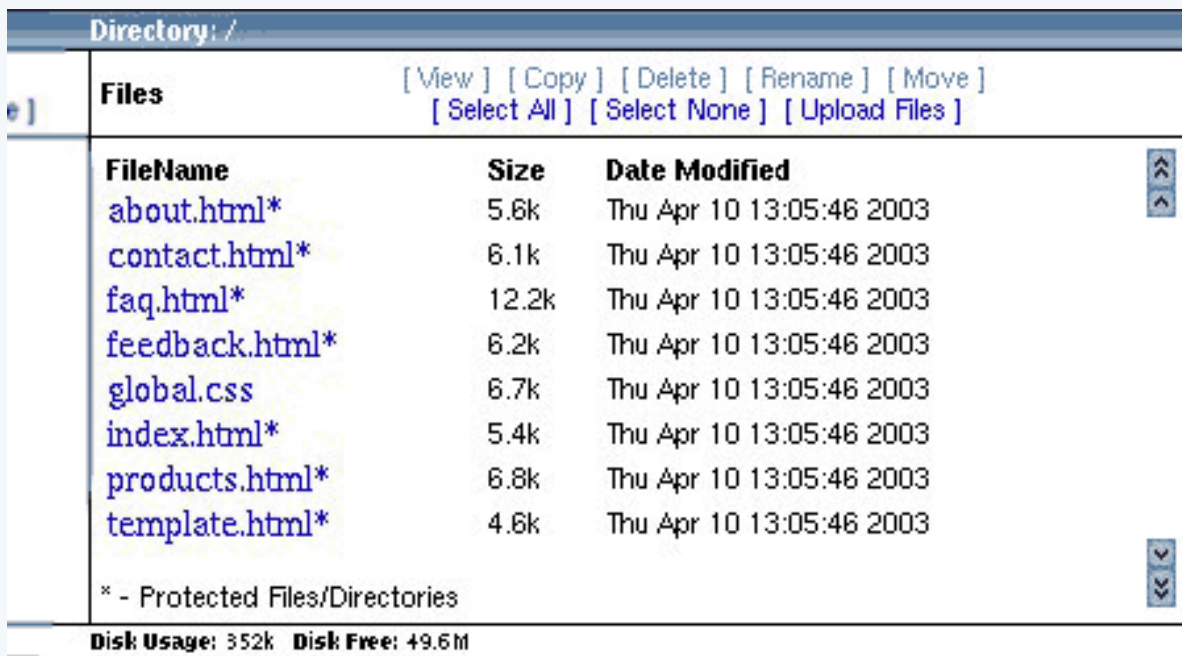 Directory: /
Files
[ View ] [ Copy ] [ Delete ] [ Rename ] [ Move ]
[ Select All ] [ Select None ] [ Upload Files ]
FileName Size Date Modified
about.html* 5.6k Thu Apr 10 13:05:46 2003
contact.html* 6.1k Thu Apr 10 13:05:46 2003
faq.html* 12.2k Thu Apr 10 13:05:46 2003
feedback.html* 6.2k Thu Apr 10 13:05:46 2003
global.css 6.7k Thu Apr 10 13:05:46 2003
index.html* 5.4k Thu Apr 10 13:05:46 2003
products.html* 6.8k Thu Apr 10 13:05:46 2003
template.html* 4.6k Thu Apr 10 13:05:46 2003
* - Protected Files/Directories
Disk Usage: 352k Disk Free: 49.6M